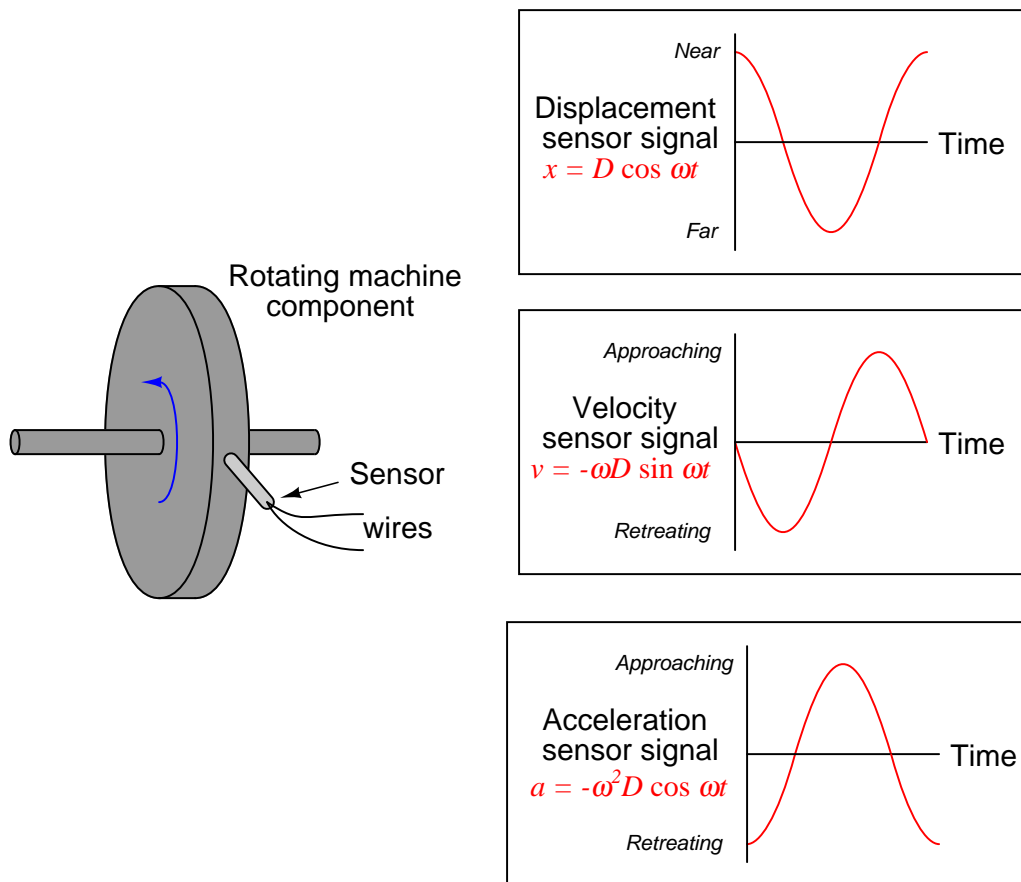 Rotating machine
component
Sensor
wires
Near
Displacement
sensor signal
x = D cos ωt
Far
Time
Approaching
Velocity
sensor signal
v = -ωD sin ωt
Retreating
Time
Approaching
Acceleration
sensor signal
a = -ω²D cos ωt
Retreating
Time